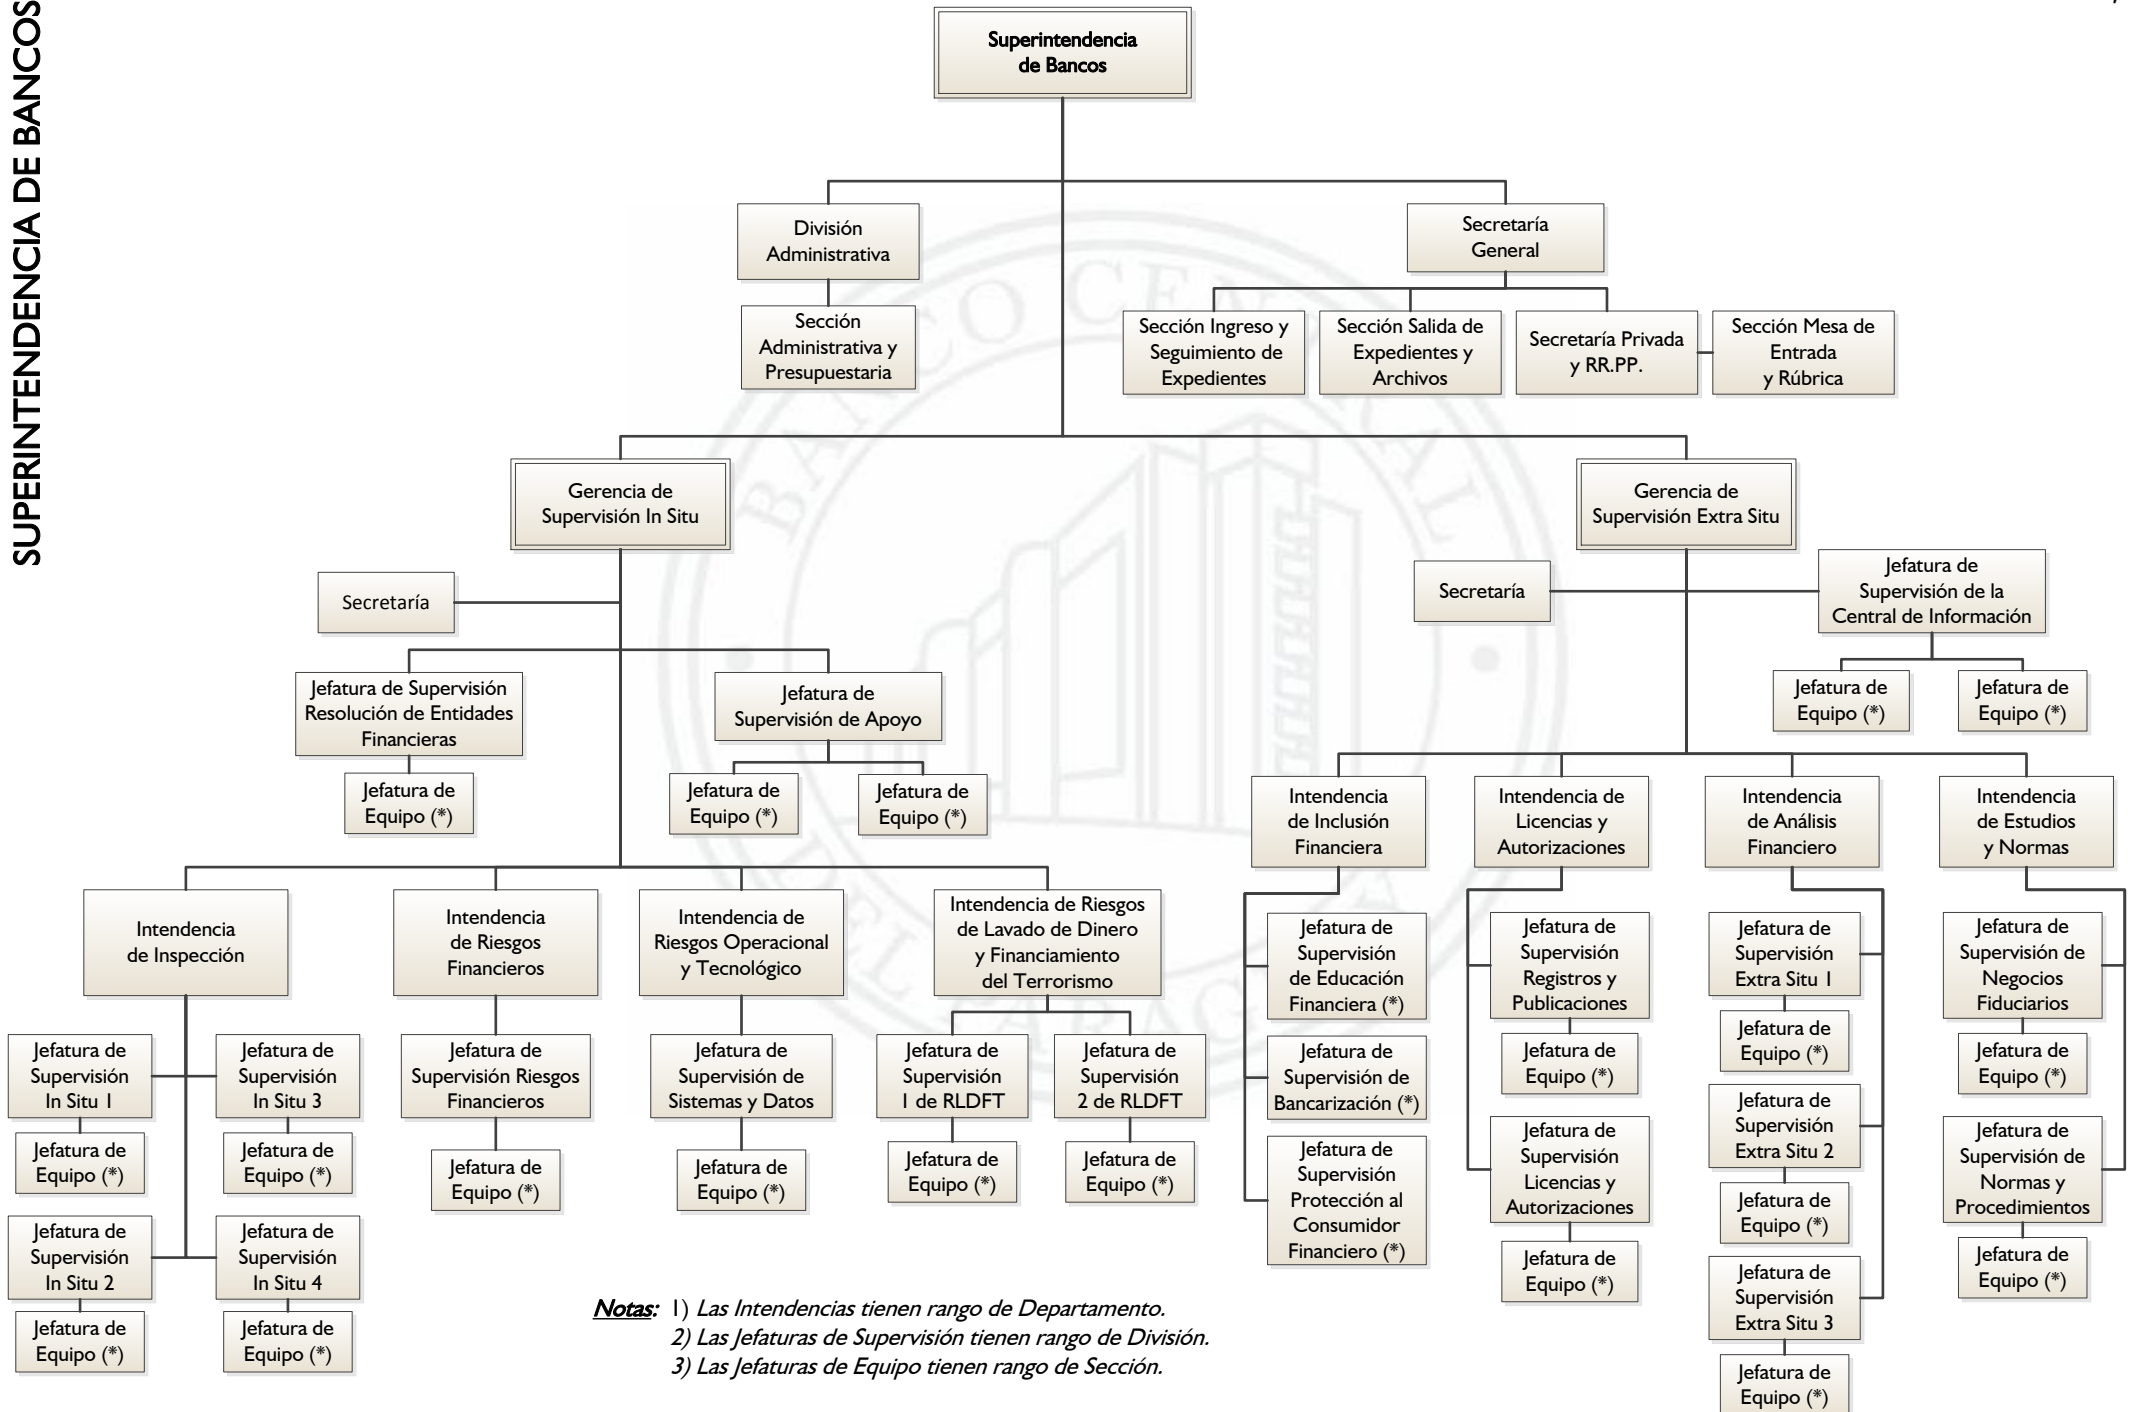 SUPERINTENDENCIA DE BANCOS
Superintendencia
de Bancos
División
Administrativa
Secretaría
General
Sección
Administrativa y
Presupuestaria
Sección Ingreso y
Seguimiento de
Expedientes
Sección Salida de
Expedientes y
Archivos
Secretaría Privada
y RR.PP.
Sección Mesa de
Entrada
y Rúbrica
Gerencia de
Supervisión In Situ
Gerencia de
Supervisión Extra Situ
Secretaría
Secretaría
Jefatura de
Supervisión de la
Central de Información
Jefatura de
Equipo (*)
Jefatura de
Equipo (*)
Jefatura de Supervisión
Resolución de Entidades
Financieras
Jefatura de
Supervisión de Apoyo
Jefatura de
Equipo (*)
Jefatura de
Equipo (*)
Jefatura de
Equipo (*)
Intendencia
de Inclusión
Financiera
Intendencia de
Licencias y
Autorizaciones
Intendencia
de Análisis
Financiero
Intendencia
de Estudios
y Normas
Intendencia
de Inspección
Intendencia
de Riesgos
Financieros
Intendencia de
Riesgos Operacional
y Tecnológico
Intendencia de Riesgos
de Lavado de Dinero
y Financiamiento
del Terrorismo
Jefatura de
Supervisión
In Situ 1
Jefatura de
Equipo (*)
Jefatura de
Supervisión
In Situ 3
Jefatura de
Equipo (*)
Jefatura de
Supervisión
In Situ 2
Jefatura de
Equipo (*)
Jefatura de
Supervisión
In Situ 4
Jefatura de
Equipo (*)
Jefatura de
Supervisión Riesgos
Financieros
Jefatura de
Equipo (*)
Jefatura de
Supervisión de
Sistemas y Datos
Jefatura de
Equipo (*)
Jefatura de
Supervisión
1 de RLDFT
Jefatura de
Equipo (*)
Jefatura de
Supervisión
2 de RLDFT
Jefatura de
Equipo (*)
Jefatura de
Supervisión
de Educación
Financiera (*)
Jefatura de
Supervisión de
Bancarización (*)
Jefatura de
Supervisión
Protección al
Consumidor
Financiero (*)
Jefatura de
Supervisión
Registros y
Publicaciones
Jefatura de
Equipo (*)
Jefatura de
Supervisión
Licencias y
Autorizaciones
Jefatura de
Equipo (*)
Jefatura de
Supervisión
Extra Situ 1
Jefatura de
Equipo (*)
Jefatura de
Supervisión
Extra Situ 2
Jefatura de
Equipo (*)
Jefatura de
Supervisión
Extra Situ 3
Jefatura de
Equipo (*)
Jefatura de
Supervisión de
Negocios
Fiduciarios
Jefatura de
Equipo (*)
Jefatura de
Supervisión de
Normas y
Procedimientos
Jefatura de
Equipo (*)
Notas: 1) Las Intendencias tienen rango de Departamento.
2) Las Jefaturas de Supervisión tienen rango de División.
3) Las Jefaturas de Equipo tienen rango de Sección.
BANCO CENTRAL
DEL PARAGUAY